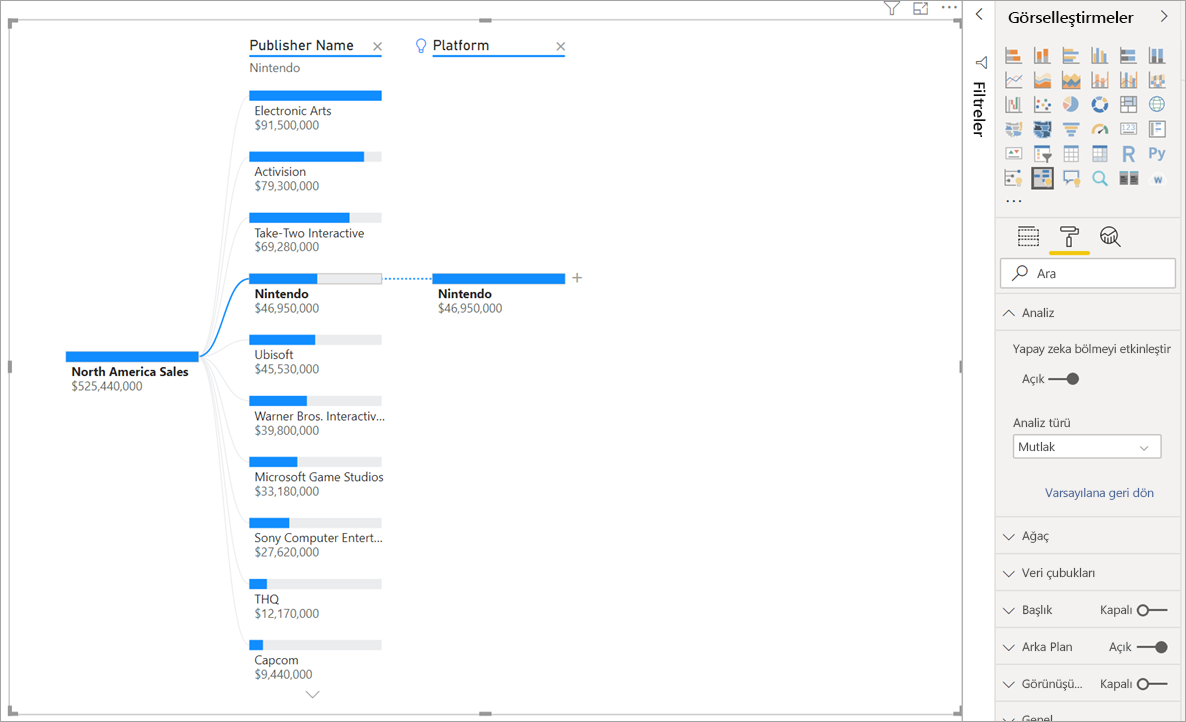 Publisher Name
Nintendo
Platform
Electronic Arts
$91,500,000
Activision
$79,300,000
Take-Two Interactive
$69,280,000
Nintendo
$46,950,000
Nintendo
$46,950,000
Ubisoft
$45,530,000
North America Sales
$525,440,000
Warner Bros. Interactiv...
$39,800,000
Microsoft Game Studios
$33,180,000
Sony Computer Entert...
$27,620,000
THQ
$12,170,000
Capcom
$9,440,000
Filtreler
Görselleştirmeler
123
R
Py
w
...
Ara
Analiz
Yapay zeka bölmeyi etkinleştir
Açık
Analiz türü
Mutlak
Varsayılana geri dön
Ağaç
Veri çubukları
Başlık Kapalı
Arka Plan Açık
Görünüşü... Kapalı
Genel